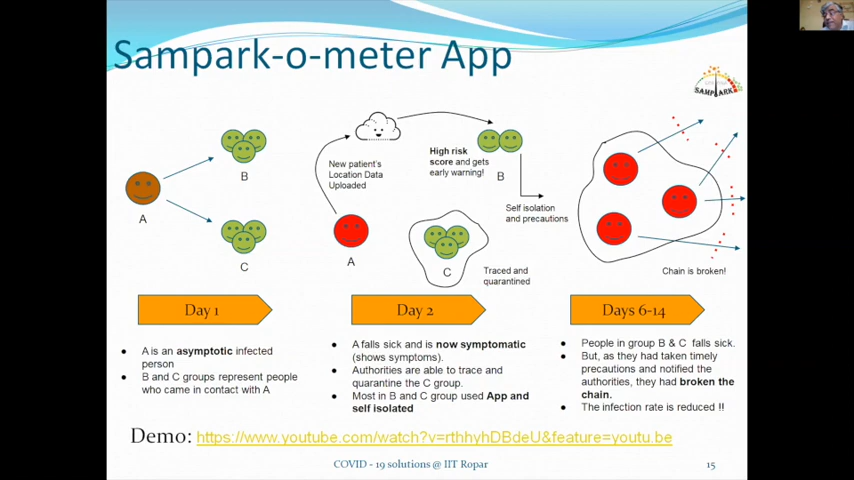 Sampark-o-meter App
SAMPARK
A
B
C
New patient's
Location Data
Uploaded
High risk
score and gets
early warning!
B
Self isolation
and precautions
A
C
Traced and
quarantined
Chain is broken!
Day 1
Day 2
Days 6-14
A is an asymptotic infected
person
B and C groups represent people
who came in contact with A
A falls sick and is now symptomatic
(shows symptoms).
Authorities are able to trace and
quarantine the C group.
Most in B and C group used App and
self isolated
People in group B & C falls sick.
But, as they had taken timely
precautions and notified the
authorities, they had broken the
chain.
The infection rate is reduced !!
Demo: https://www.youtube.com/watch?v=rthhyhDBdeU&feature=youtu.be
COVID - 19 solutions @ IIT Ropar
15